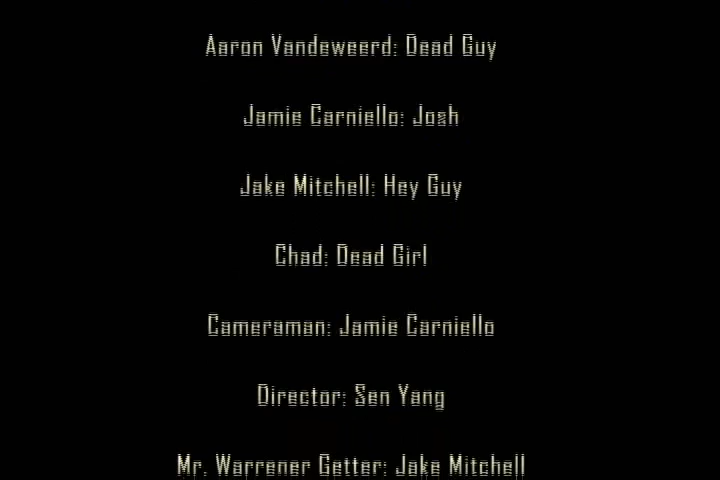 Aaron Vandeweerd: Dead Guy
Jamie Carniello: Josh
Jake Mitchell: Hey Guy
Chad: Dead Girl
Cameraman: Jamie Carniello
Director: Sen Yang
Mr. Warrener Getter: Jake Mitchell